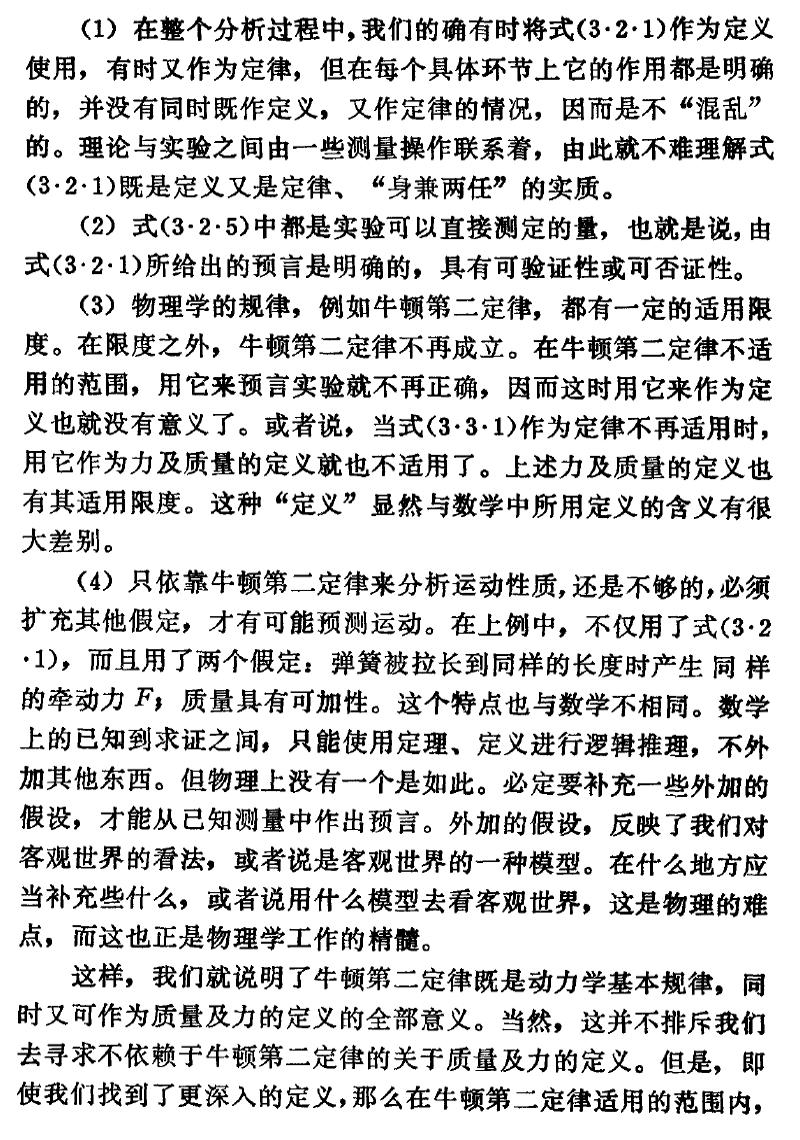 (1) 在整个分析过程中,我们的确有时将式(3·2·1)作为定义
使用，有时又作为定律，但在每个具体环节上它的作用都是明确
的，并没有同时既作定义，又作定律的情况，因而是不“混乱”
的。理论与实验之间由一些测量操作联系着，由此就不难理解式
(3·2·1)既是定义又是定律、“身兼两任”的实质。
(2) 式(3·2·5)中都是实验可以直接测定的量，也就是说,由
式(3·2·1)所给出的预言是明确的，具有可验证性或可否证性。
(3) 物理学的规律，例如牛顿第二定律，都有一定的适用限
度。在限度之外，牛顿第二定律不再成立。在牛顿第二定律不适
用的范围，用它来预言实验就不再正确，因而这时用它来作为定
义也就没有意义了。或者说，当式(3·3·1)作为定律不再适用时，
用它作为力及质量的定义就也不适用了。上述力及质量的定义也
有其适用限度。这种“定义”显然与数学中所用定义的含义有很
大差别。
(4) 只依靠牛顿第二定律来分析运动性质,还是不够的,必须
扩充其他假定，才有可能预测运动。在上例中，不仅用了式(3·2
·1)，而且用了两个假定：弹簧被拉长到同样的长度时产生 同 样
的牵动力 F；质量具有可加性。这个特点也与数学不相同。数学
上的已知到求证之间，只能使用定理、定义进行逻辑推理，不外
加其他东西。但物理上没有一个是如此。必定要补充一些外加的
假设，才能从已知测量中作出预言。外加的假设，反映了我们对
客观世界的看法，或者说是客观世界的一种模型。在什么地方应
当补充些什么，或者说用什么模型去看客观世界，这是物理的难
点，而这也正是物理学工作的精髓。
这样，我们就说明了牛顿第二定律既是动力学基本规律，同
时又可作为质量及力的定义的全部意义。当然，这并不排斥我们
去寻求不依赖于牛顿第二定律的关于质量及力的定义。但是，即
使我们找到了更深入的定义,那么在牛顿第二定律适用的范围内，